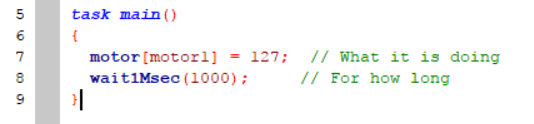 5 task main()
6 {
7 motor[motor1] = 127; // What it is doing
8 wait1Msec(1000); // For how long
9 }